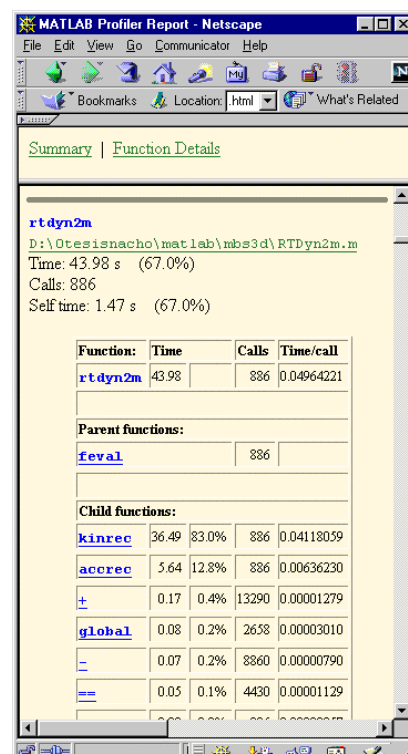 MATLAB Profiler Report - Netscape
File Edit View Go Communicator Help
My
N
Bookmarks Location: .html What's Related
Summary | Function Details
rtdyn2m
D:\Otesisnacho\matlab\mbs3d\RTDyn2m.m
Time: 43.98 s (67.0%)
Calls: 886
Self time: 1.47 s (67.0%)
Function: Time Calls Time/call
rtdyn2m 43.98 886 0.04964221
Parent functions:
feval 886
Child functions:
kinrec 36.49 83.0% 886 0.04118059
accrec 5.64 12.8% 886 0.00636230
+ 0.17 0.4% 13290 0.00001279
global 0.08 0.2% 2658 0.00003010
- 0.07 0.2% 8860 0.00000790
== 0.05 0.1% 4430 0.00001129